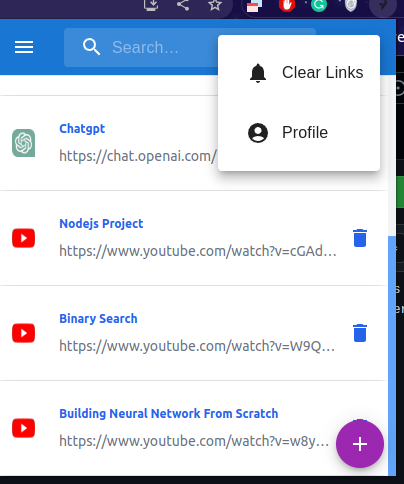 Search…
Clear Links
Profile
Chatgpt
https://chat.openai.com/
Nodejs Project
https://www.youtube.com/watch?v=cGAd…
Binary Search
https://www.youtube.com/watch?v=W9Q…
Building Neural Network From Scratch
https://www.youtube.com/watch?v=w8y…